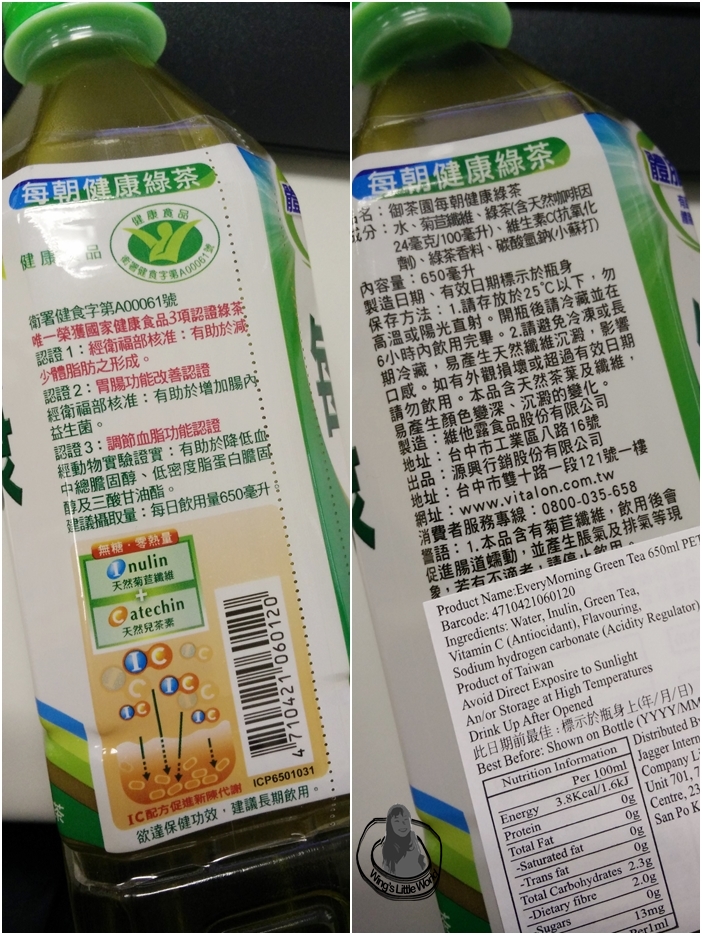 每朝健康綠茶
健康食品
衛署健食字第A00061號
健康 品
衛署健食字第A00061號
唯一榮獲國家健康食品3項認證綠茶
認證1：經衛福部核准：有助於減
少體脂肪之形成。
認證2：胃腸功能改善認證
經衛福部核准：有助於增加腸內
益生菌。
認證3：調節血脂功能認證
經動物實驗證實：有助於降低血
中總膽固醇、低密度脂蛋白膽固
醇及三酸甘油酯。
建議攝取量：每日飲用量650毫升。
無糖·零熱量
Inulin
天然菊苣纖維
+
Catechin
天然兒茶素
I C
I C
I C
I C
4 710421 060120
ICP6501031
IC配方促進新陳代謝
欲達保健功效，建議長期飲用。
每朝健康綠茶
名：御茶園每朝健康綠茶
成分：水、菊苣纖維、綠茶(含天然咖啡因
24毫克/100毫升)、維生素C(抗氧化
劑)、綠茶香料、碳酸氫鈉(小蘇打)
內容量：650毫升
製造日期、有效日期標示於瓶身
保存方法：1.請存放於25°C以下，勿
高溫或陽光直射。開瓶後請冷藏並在
6小時內飲用完畢。2.請避免冷凍或長
期冷藏，易產生天然纖維沉澱，影響
口感。如有外觀損壞或超過有效日期
請勿飲用。本品含天然茶葉及纖維，
易產生顏色變深、沉澱的變化。
製造：維他露食品股份有限公司
地址：台中市工業區八路16號
出品：源興行銷股份有限公司
地址：台中市雙十路一段121號一樓
網址：www.vitalon.com.tw
消費者服務專線：0800-035-658
警語：1.本品含有菊苣纖維，飲用後會
促進腸道蠕動，並產生脹氣及排氣等現
象，若有不適者，請停止飲用。
Product Name:EveryMorning Green Tea 650ml PET
Barcode: 4710421060120
Ingredients: Water, Inulin, Green Tea,
Vitamin C (Antiocidant), Flavouring,
Sodium hydrogen carbonate (Acidity Regulator)
Product of Taiwan
Avoid Direct Exposure to Sunlight
An/or Storage at High Temperatures
Drink Up After Opened
此日期前最佳：標示於瓶身上(年/月/日)
Best Before: Shown on Bottle (YYYY/MM
Nutrition Information
Per 100ml
Energy 3.8Kcal/1.6kJ
Protein 0g
Total Fat 0g
-Saturated fat 0g
-Trans fat 0g
Total Carbohydrates 2.3g
-Dietary fibre 2.0g
-Sugars 0g
13mg
Per1ml
Distributed B
Jagger Intern
Company Li
Unit 701, 7
Centre, 23
San Po K
Wing's Little World